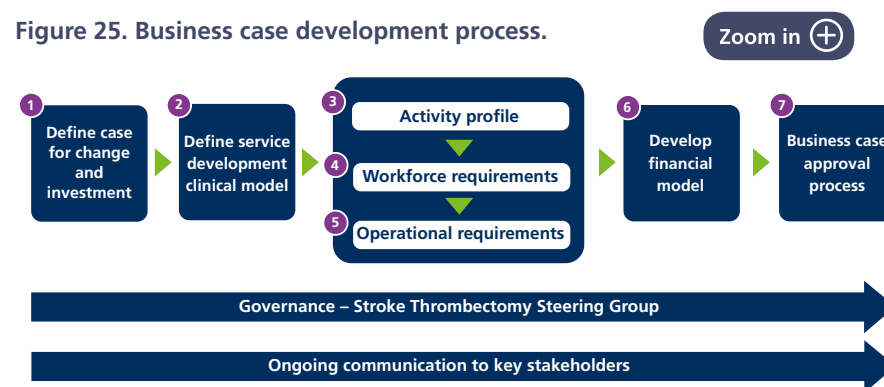 Figure 25. Business case development process.
Zoom in
1
Define case
for change
and
investment
2
Define service
development
clinical model
3
Activity profile
4
Workforce requirements
5
Operational requirements
6
Develop
financial
model
7
Business case
approval
process
Governance – Stroke Thrombectomy Steering Group
Ongoing communication to key stakeholders